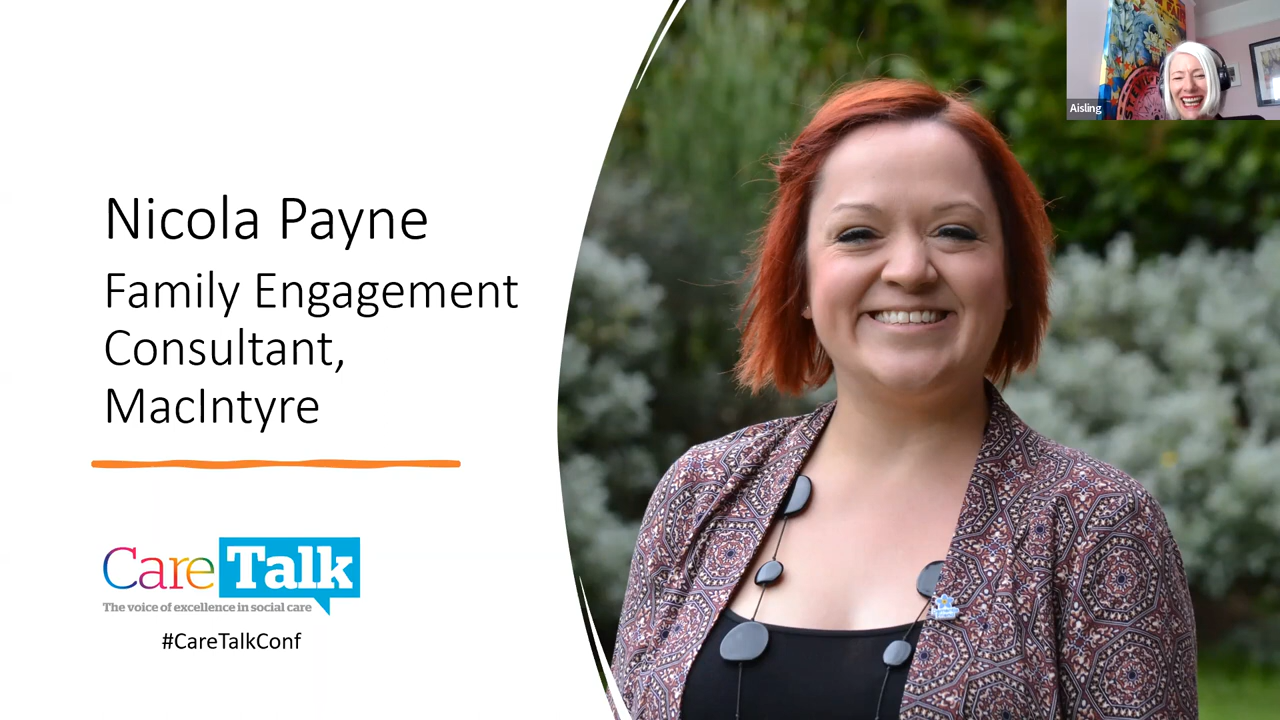 Aisling
Nicola Payne
Family Engagement
Consultant,
MacIntyre
CareTalk
The voice of excellence in social care
#CareTalkConf